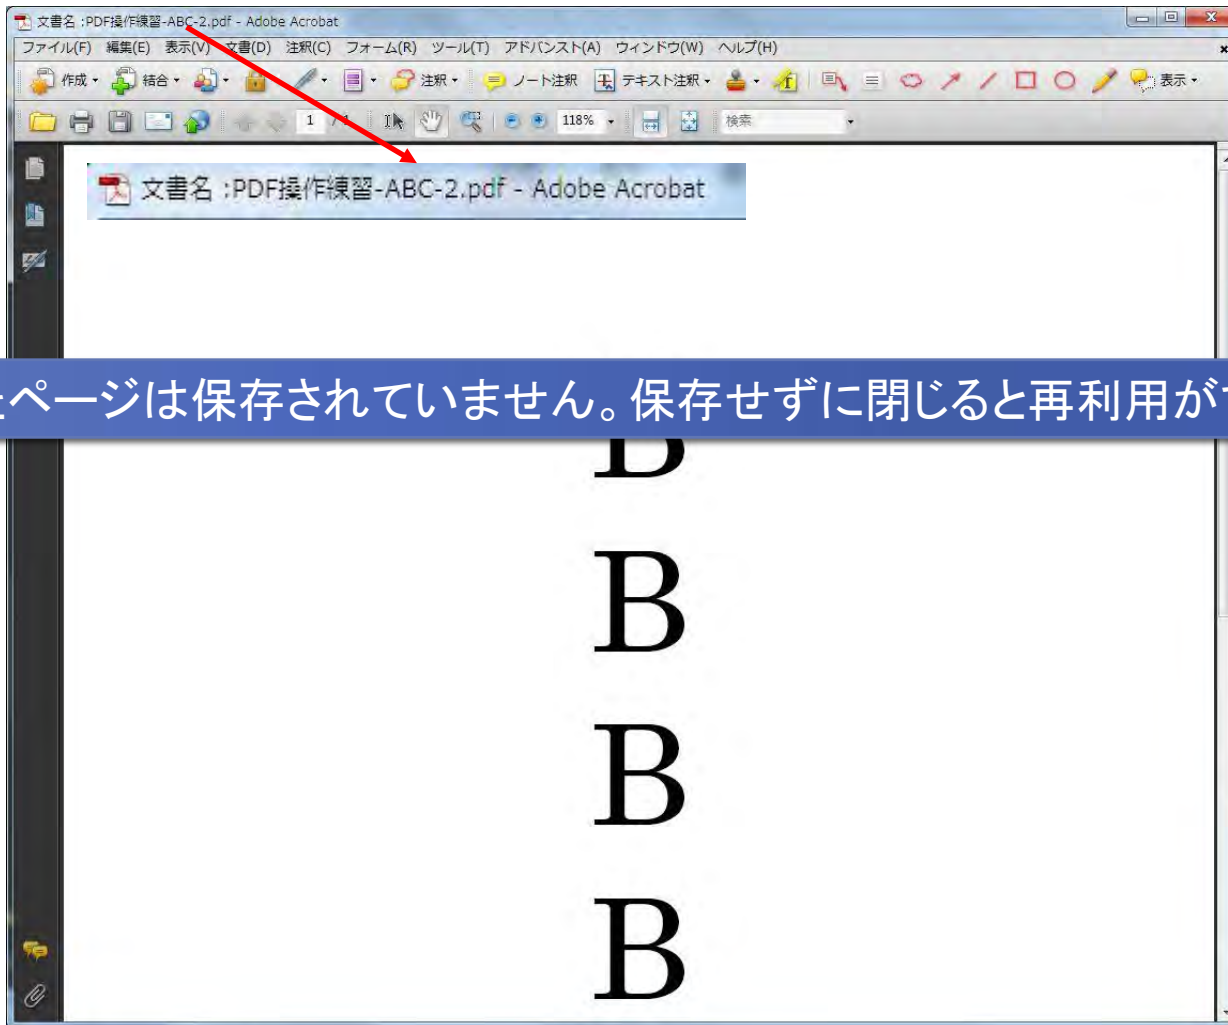 文書名 :PDF操作練習-ABC-2.pdf - Adobe Acrobat
ファイル(F) 編集(E) 表示(V) 文書(D) 注釈(C) フォーム(R) ツール(T) アドバンスト(A) ウィンドウ(W) ヘルプ(H)
作成 結合 注釈 ノート注釈 テキスト注釈 表示
1 / 1 118% 検索
文書名 :PDF操作練習-ABC-2.pdf - Adobe Acrobat
ページは保存されていません。保存せずに閉じると再利用が
B
B
B
B